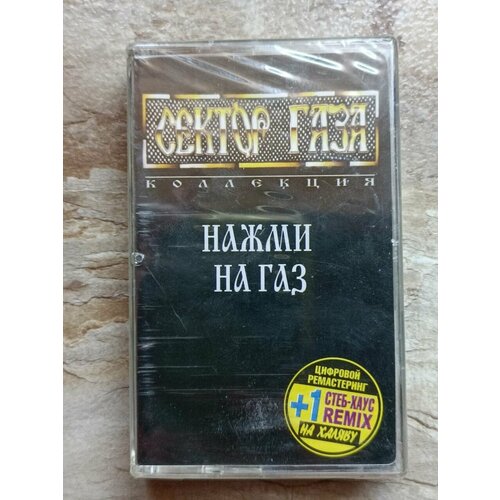 СЕКТОР ГАЗА
КОЛЛЕКЦИЯ
НАЖМИ
НА ГАЗ
ЦИФРОВОЙ
РЕМАСТЕРИНГ
+1 СТЕБ-ХАУС
REMIX
НА ХАЛЯВУ